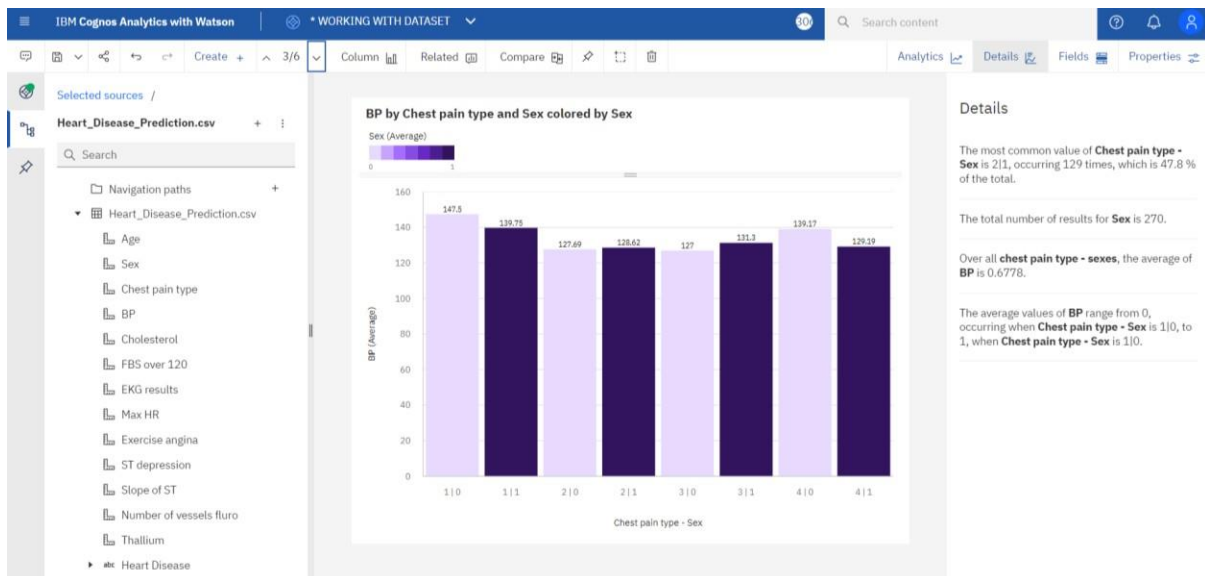 IBM Cognos Analytics with Watson
* WORKING WITH DATASET
30
Search content
Create +
3/6
Column
Related
Compare
Analytics
Details
Fields
Properties
Selected sources /
Heart_Disease_Prediction.csv
Search
Navigation paths
Heart_Disease_Prediction.csv
Age
Sex
Chest pain type
BP
Cholesterol
FBS over 120
EKG results
Max HR
Exercise angina
ST depression
Slope of ST
Number of vessels fluro
Thallium
abc Heart Disease
BP by Chest pain type and Sex colored by Sex
Sex (Average)
0 1
160
140
120
100
80
60
40
20
0
BP (Average)
147.5
139.75
127.69
128.62
127
131.3
139.17
129.19
1|0 1|1 2|0 2|1 3|0 3|1 4|0 4|1
Chest pain type - Sex
Details
The most common value of Chest pain type -
Sex is 2|1, occurring 129 times, which is 47.8 %
of the total.
The total number of results for Sex is 270.
Over all chest pain type - sexes, the average of
BP is 0.6778.
The average values of BP range from 0,
occurring when Chest pain type - Sex is 1|0, to
1, when Chest pain type - Sex is 1|0.